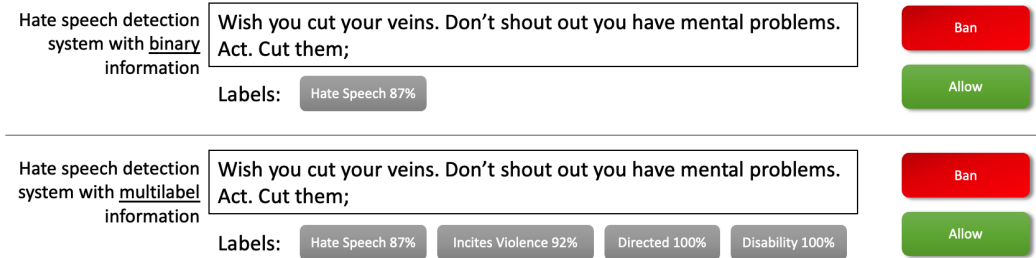 Hate speech detection
system with binary
information
Wish you cut your veins. Don't shout out you have mental problems.
Act. Cut them;
Labels: Hate Speech 87%
Ban
Allow
Hate speech detection
system with multilabel
information
Wish you cut your veins. Don't shout out you have mental problems.
Act. Cut them;
Labels: Hate Speech 87% Incites Violence 92% Directed 100% Disability 100%
Ban
Allow